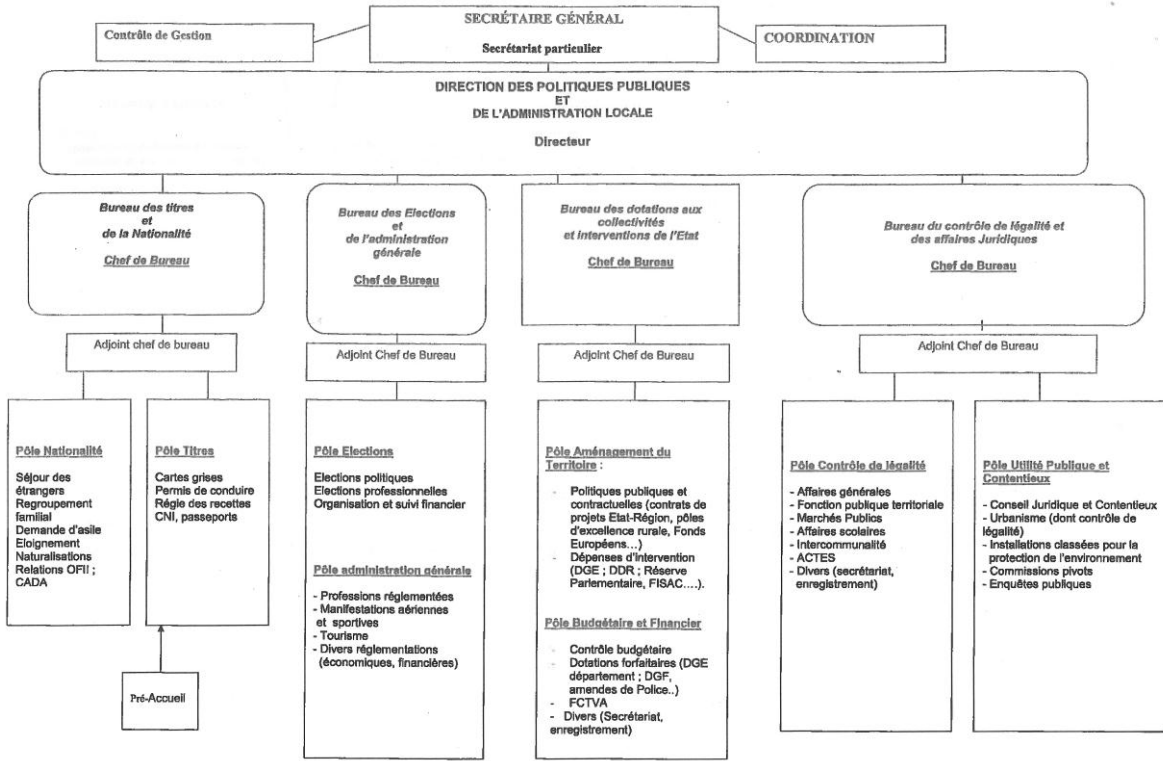 Contrôle de Gestion
SECRÉTAIRE GÉNÉRAL
Secrétariat particulier
COORDINATION
DIRECTION DES POLITIQUES PUBLIQUES
ET
DE L'ADMINISTRATION LOCALE
Directeur
Bureau des titres
et
de la Nationalité
Chef de Bureau
Bureau des Elections
et
de l'administration
générale
Chef de Bureau
Bureau des dotations aux
collectivités
et interventions de l'Etat
Chef de Bureau
Bureau du contrôle de légalité et
des affaires Juridiques
Chef de Bureau
Adjoint chef de bureau
Adjoint Chef de Bureau
Adjoint Chef de Bureau
Adjoint Chef de Bureau
Pôle Nationalité
Séjour des
étrangers
Regroupement
familial
Demande d'asile
Eloignement
Naturalisations
Relations OFII ;
CADA
Pôle Titres
Cartes grises
Permis de conduire
Régie des recettes
CNI, passeports
Pré-Accueil
Pôle Elections
Elections politiques
Elections professionnelles
Organisation et suivi financier
Pôle administration générale
- Professions réglementées
- Manifestations aériennes
et sportives
- Tourisme
- Divers réglementations
(économiques, financières)
Pôle Aménagement du
Territoire :
- Politiques publiques et
contractuelles (contrats de
projets Etat-Région, pôles
d'excellence rurale, Fonds
Européens...)
- Dépenses d'intervention
(DGE ; DDR ; Réserve
Parlementaire, FISAC....).
Pôle Budgétaire et Financier
- Contrôle budgétaire
- Dotations forfaitaires (DGE
département ; DGF,
amendes de Police..)
- FCTVA
- Divers (Secrétariat,
enregistrement)
Pôle Contrôle de légalité
- Affaires générales
- Fonction publique territoriale
- Marchés Publics
- Affaires scolaires
- Intercommunalité
- ACTES
- Divers (secrétariat,
enregistrement)
Pôle Utilité Publique et
Contentieux
- Conseil Juridique et Contentieux
- Urbanisme (dont contrôle de
légalité)
- Installations classées pour la
protection de l'environnement
- Commissions pivots
- Enquêtes publiques